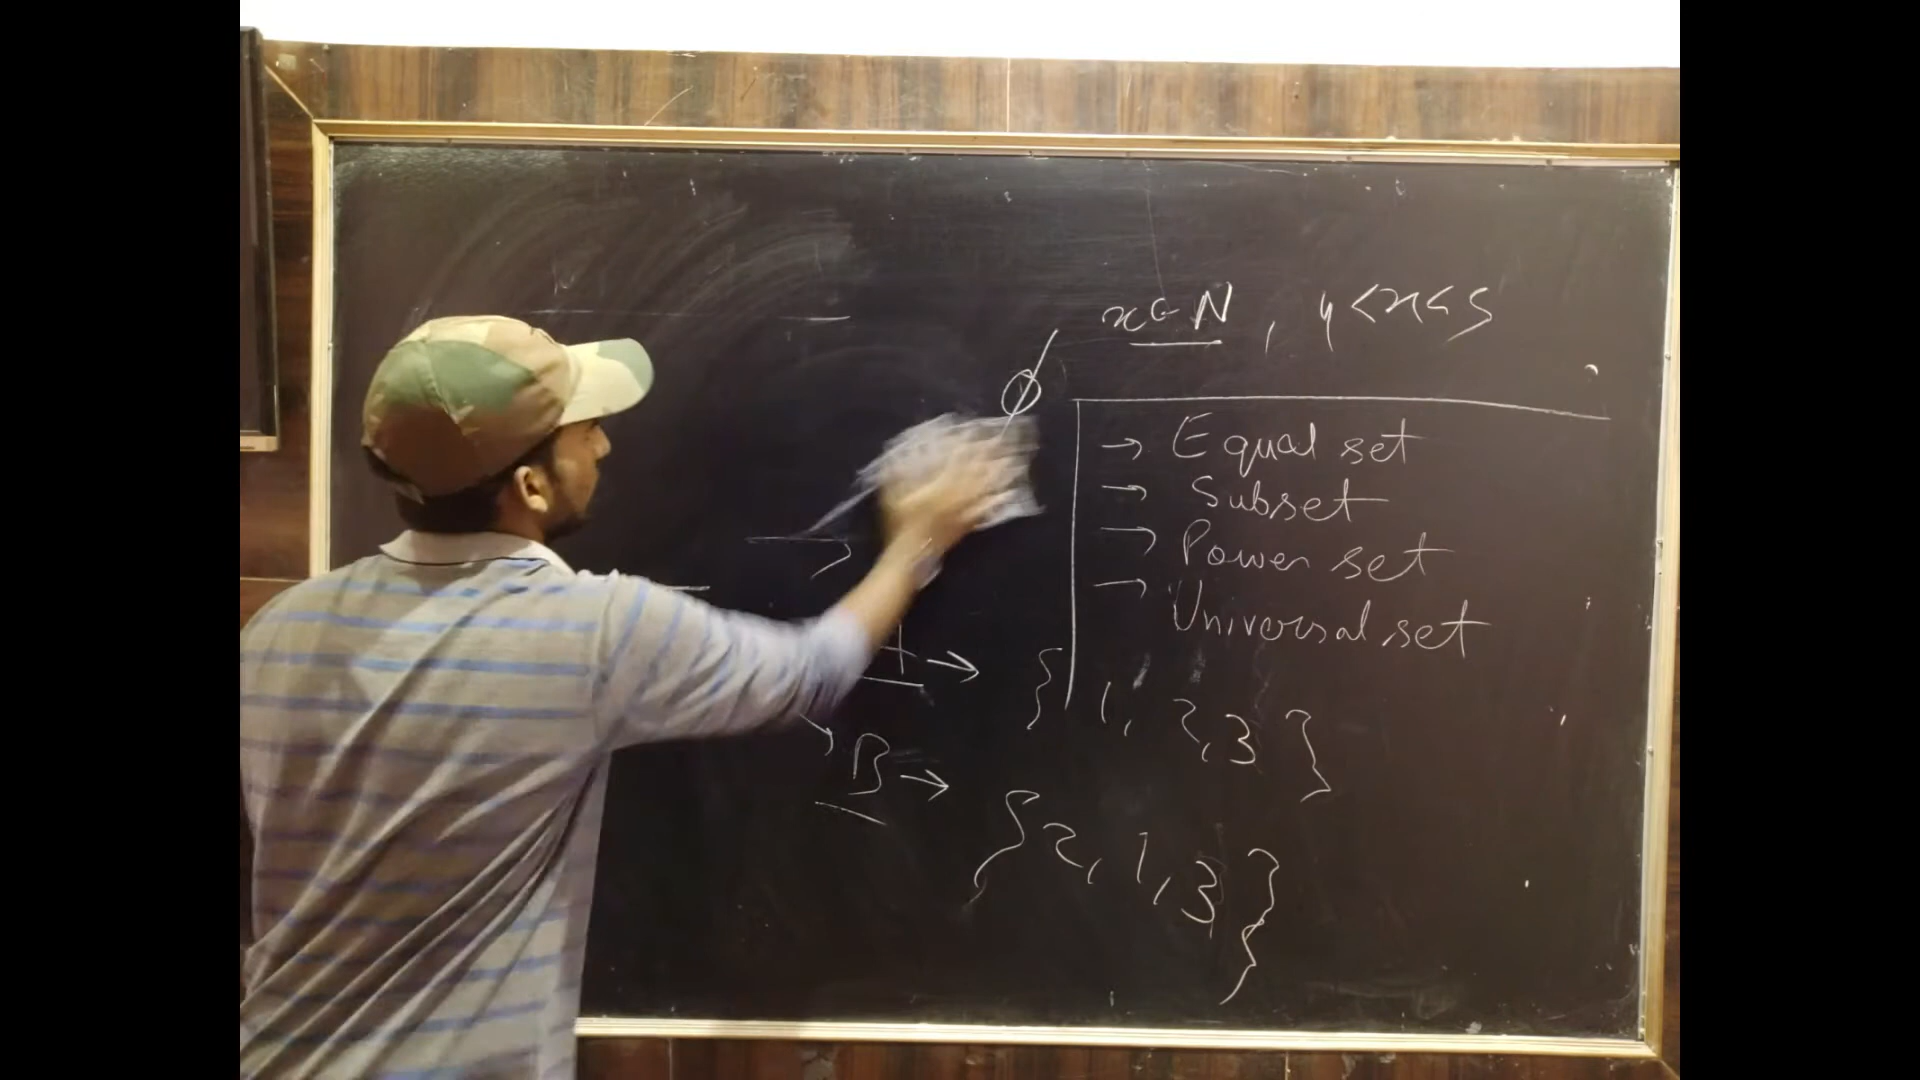 x ∈ N , 4 < x < 5
φ
→ Equal set
→ Subset
→ Power set
→ Universal set
A → { 1, 2, 3 }
B → { 2, 1, 3 }